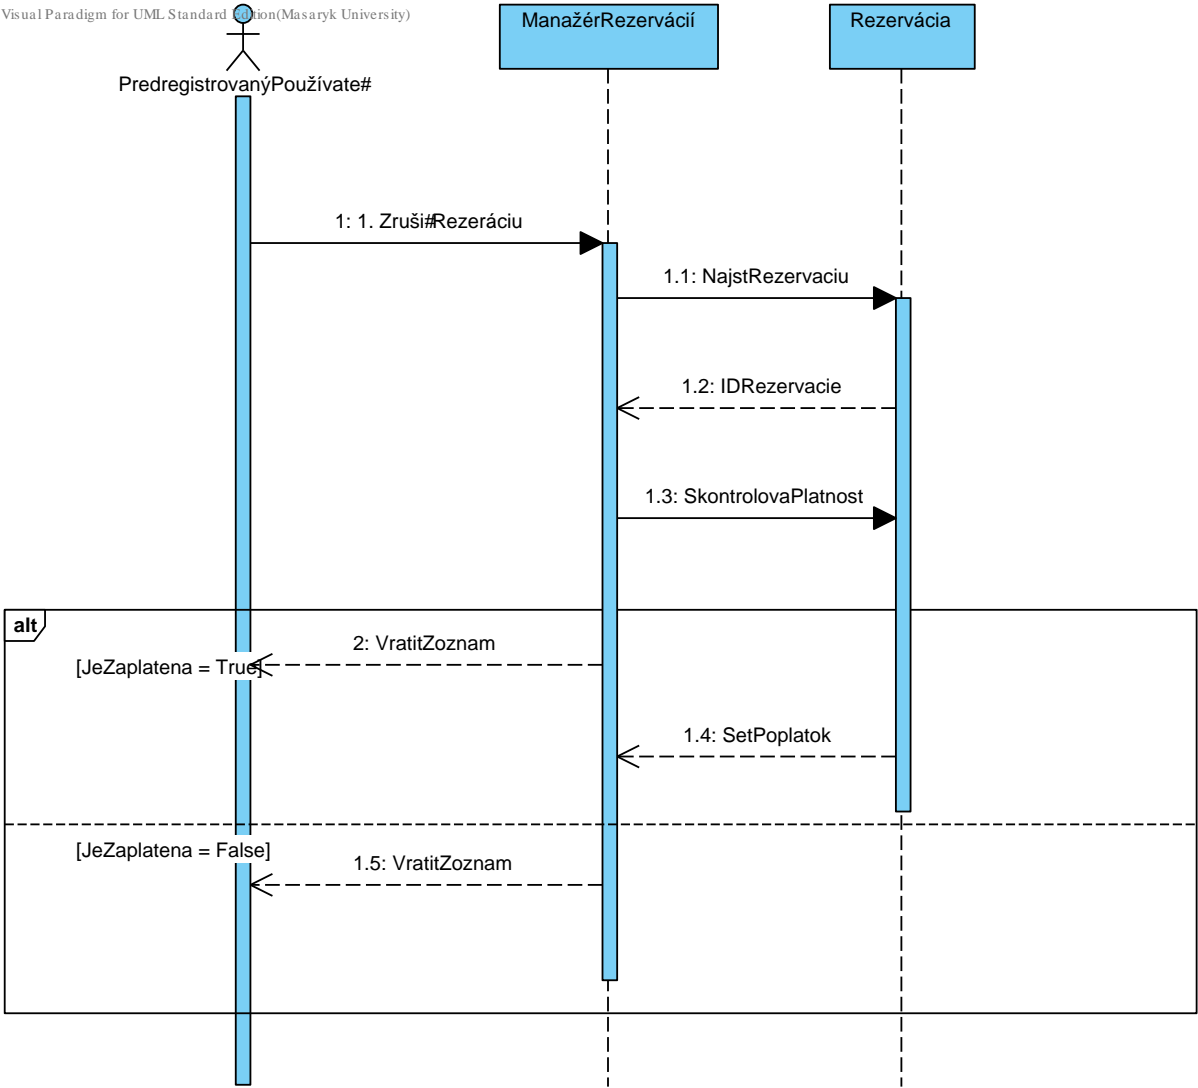 Visual Paradigm for UML Standard Edition(Masaryk University)
ManažérRezervácií
Rezervácia
PredregistrovanýPoužívate#
1: 1. Zruši#Rezeráciu
1.1: NajstRezervaciu
1.2: IDRezervacie
1.3: SkontrolovaPlatnost
alt
2: VratitZoznam
[JeZaplatena = True]
1.4: SetPoplatok
[JeZaplatena = False]
1.5: VratitZoznam